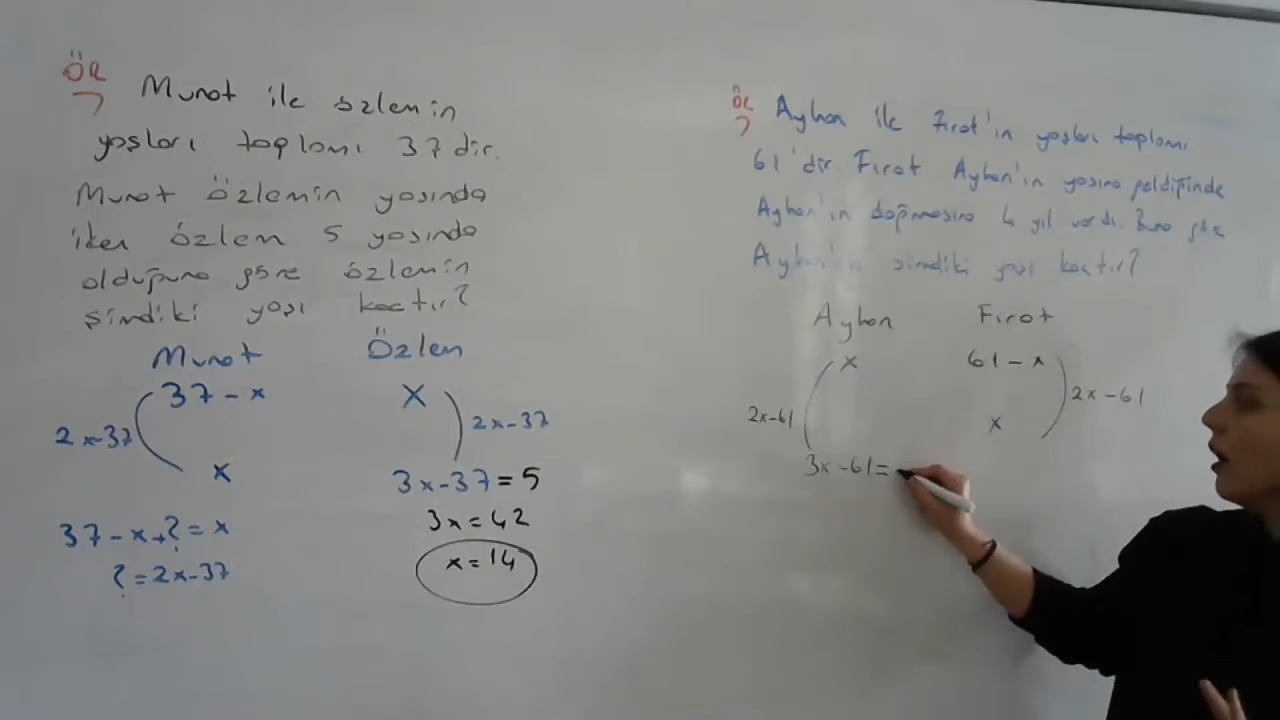 ÖR
Murat ile özlemin
yaşları toplamı 37 dir.
Murat Özlemin yaşında
iken özlem 5 yaşında
olduğuna göre özlemin
şimdiki yaşı kaçtır?
Murat Özlem
37 - x x
2x-37 2x-37
x
3x-37 = 5
37 - x + ? = x
3x = 42
? = 2x-37
x = 14
ÖR
Ayhan ile Fırat'ın yaşları toplamı
61'dir. Fırat Ayhan'ın yaşına geldiğinde
Ayhan'ın doğmasına 4 yıl vardı. Buna göre
Ayhan'ın şimdiki yaşı kaçtır?
Ayhan Fırat
x 61 - x
2x-61 2x-61
x
3x-61 =